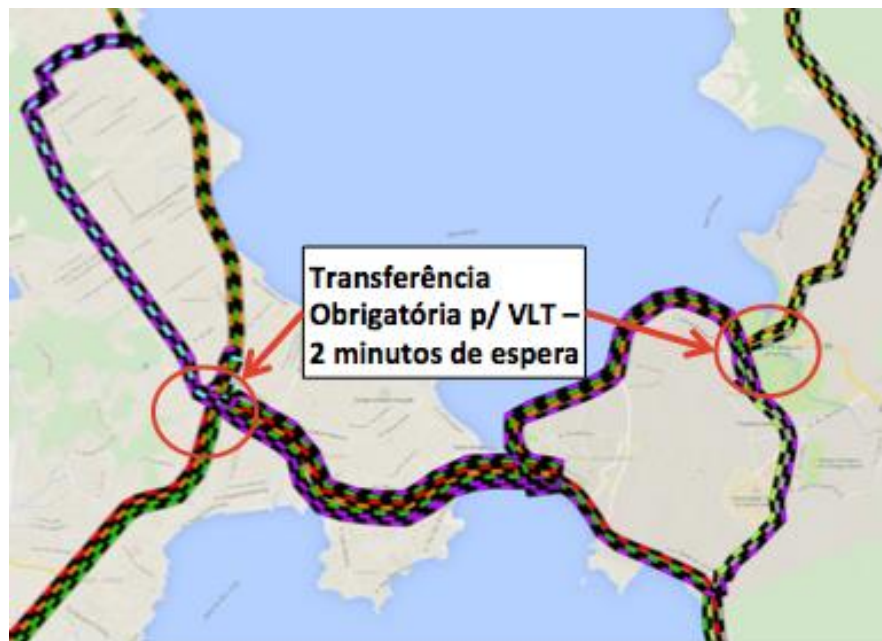 Transferência
Obrigatória p/ VLT –
2 minutos de espera